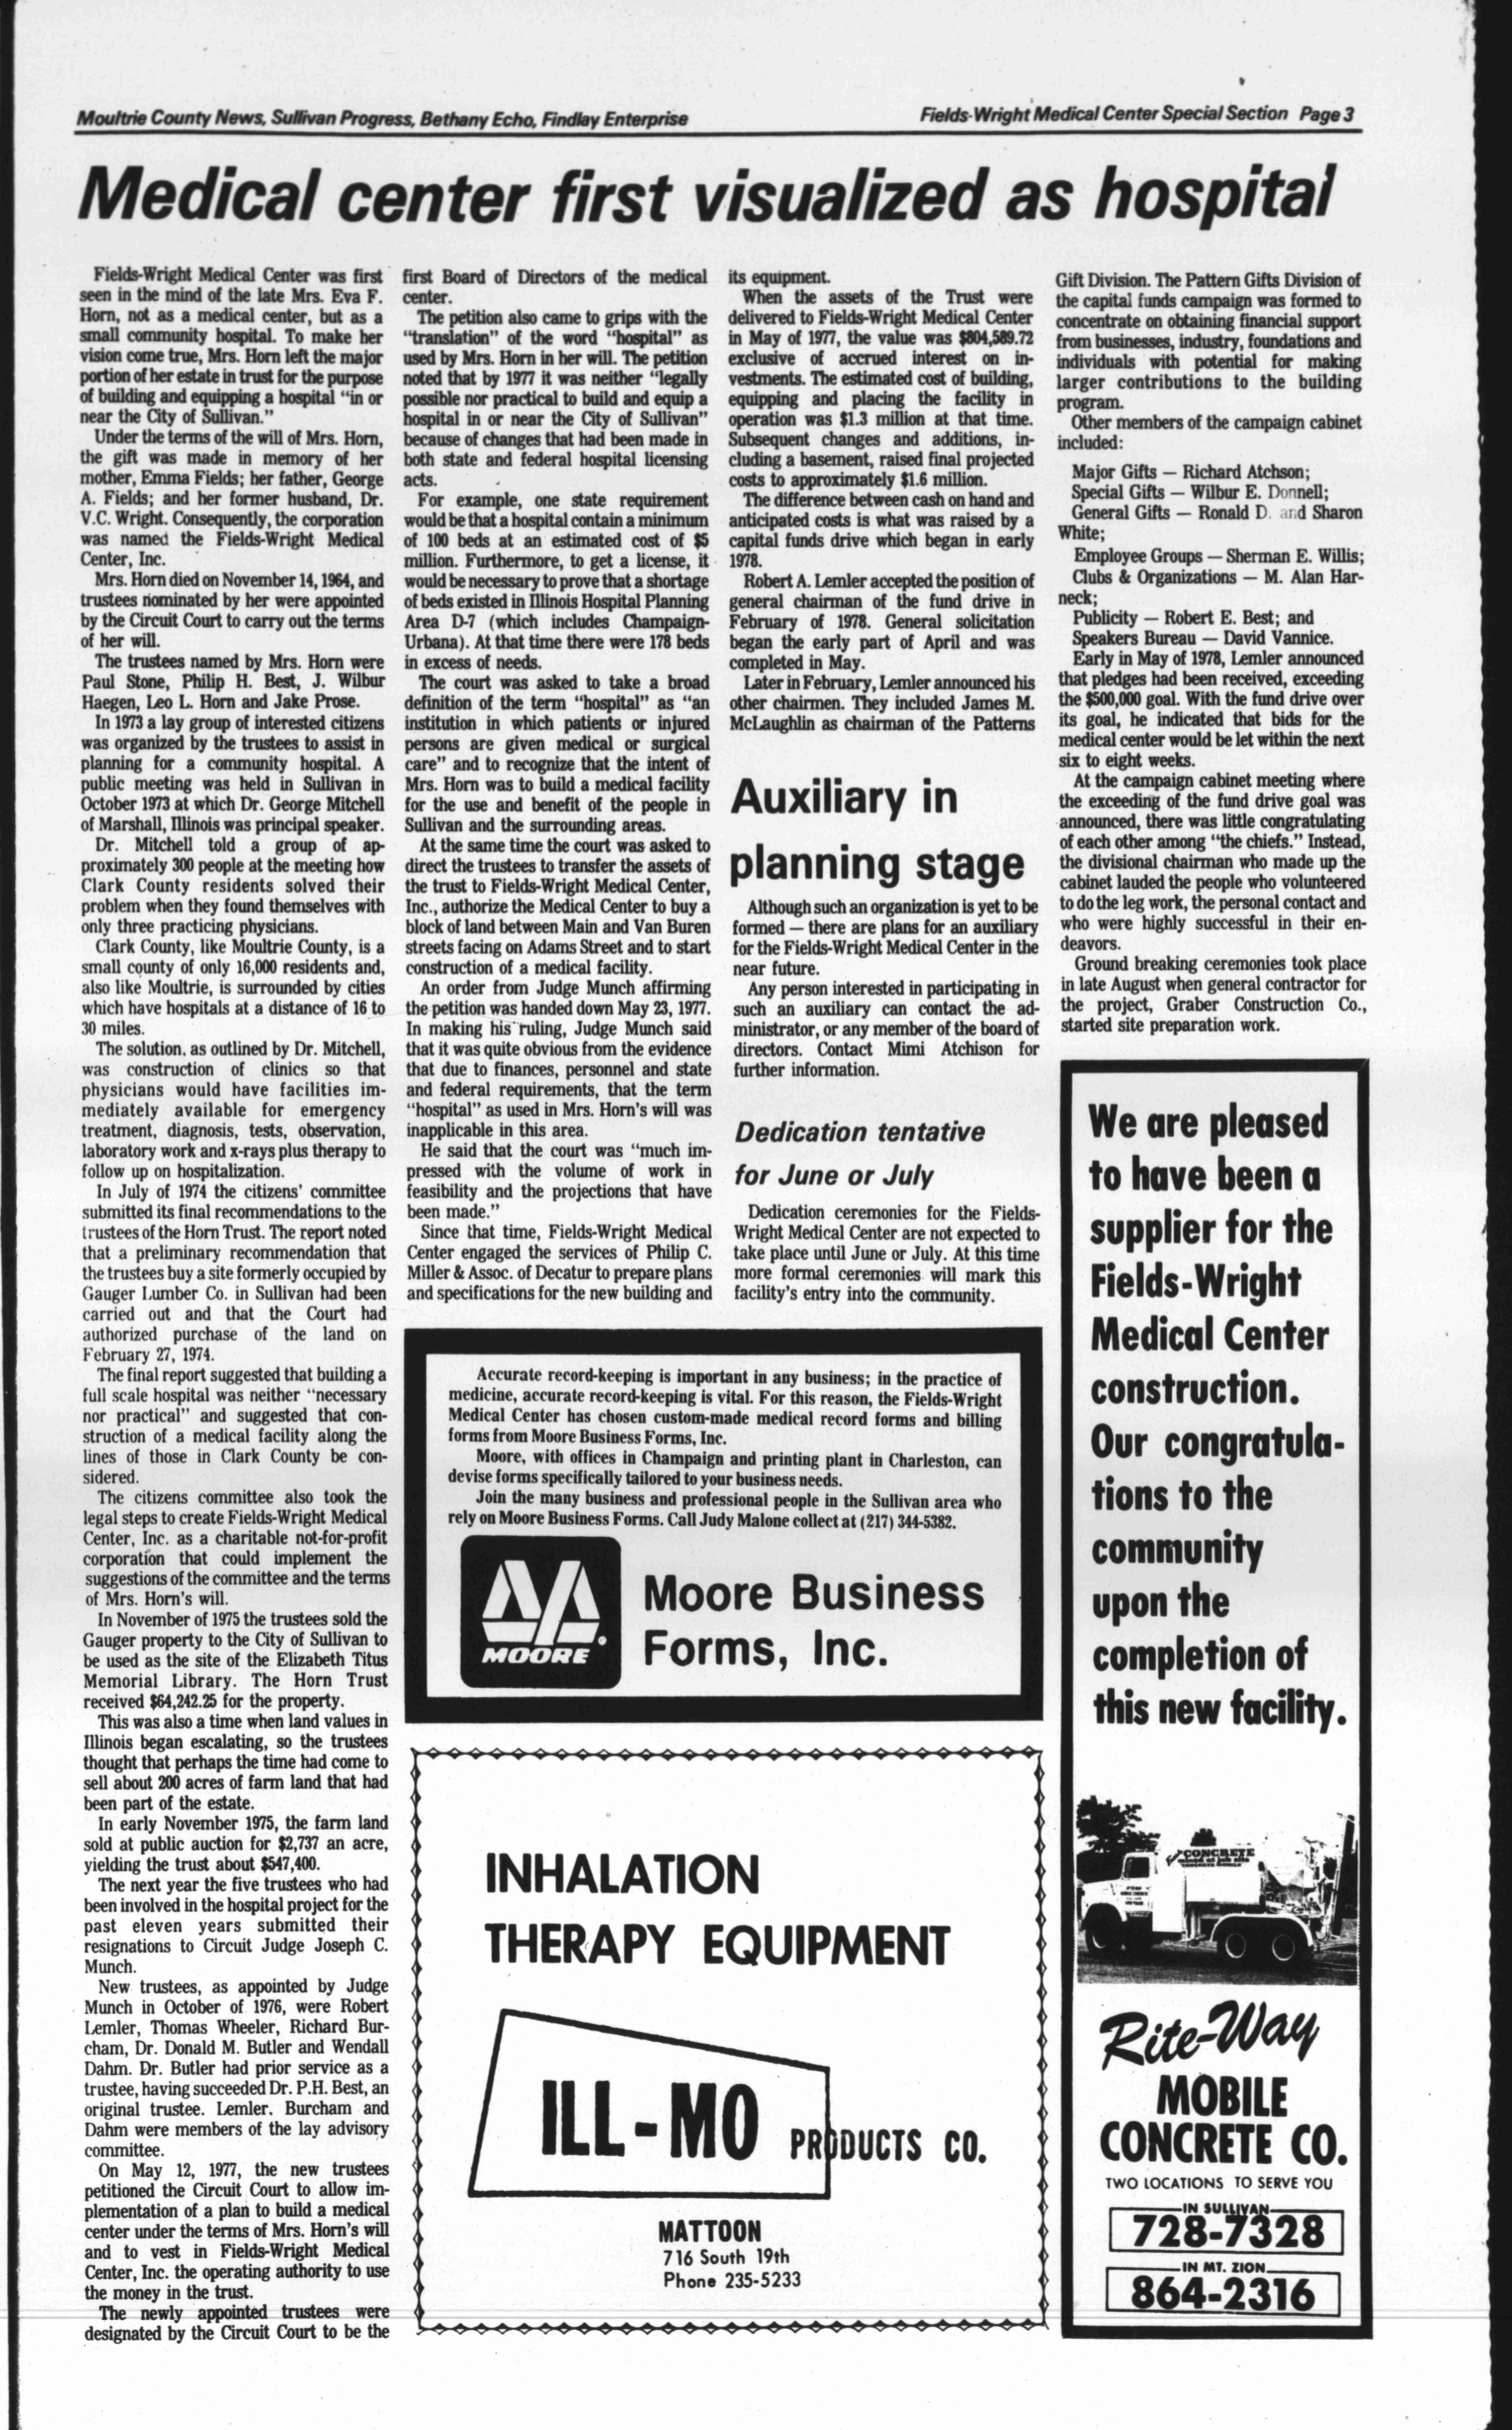 Moultrie County News, Sullivan Progress, Bethany Echo, Findlay Enterprise
Fields-Wright Medical Center Special Section Page 3
Medical center first visualized as hospital
Fields-Wright Medical Center was first
seen in the mind of the late Mrs. Eva F.
Horn, not as a medical center, but as a
small community hospital. To make her
vision come true, Mrs. Horn left the major
portion of her estate in trust for the purpose
of building and equipping a hospital "in or
near the City of Sullivan."
Under the terms of the will of Mrs. Horn,
the gift was made in memory of her
mother, Emma Fields; her father, George
A. Fields; and her former husband, Dr.
V.C. Wright. Consequently, the corporation
was named the Fields-Wright Medical
Center, Inc.
Mrs. Horn died on November 14, 1964, and
trustees nominated by her were appointed
by the Circuit Court to carry out the terms
of her will.
The trustees named by Mrs. Horn were
Paul Stone, Philip H. Best, J. Wilbur
Haegen, Leo L. Horn and Jake Prose.
In 1973 a lay group of interested citizens
was organized by the trustees to assist in
planning for a community hospital. A
public meeting was held in Sullivan in
October 1973 at which Dr. George Mitchell
of Marshall, Illinois was principal speaker.
Dr. Mitchell told a group of ap-
proximately 300 people at the meeting how
Clark County residents solved their
problem when they found themselves with
only three practicing physicians.
Clark County, like Moultrie County, is a
small county of only 16,000 residents and,
also like Moultrie, is surrounded by cities
which have hospitals at a distance of 16 to
30 miles.
The solution, as outlined by Dr. Mitchell,
was construction of clinics so that
physicians would have facilities im-
mediately available for emergency
treatment, diagnosis, tests, observation,
laboratory work and x-rays plus therapy to
follow up on hospitalization.
In July of 1974 the citizens' committee
submitted its final recommendations to the
trustees of the Horn Trust. The report noted
that a preliminary recommendation that
the trustees buy a site formerly occupied by
Gauger Lumber Co. in Sullivan had been
carried out and that the Court had
authorized purchase of the land on
February 27, 1974.
The final report suggested that building a
full scale hospital was neither "necessary
nor practical" and suggested that con-
struction of a medical facility along the
lines of those in Clark County be con-
sidered.
The citizens committee also took the
legal steps to create Fields-Wright Medical
Center, Inc. as a charitable not-for-profit
corporation that could implement the
suggestions of the committee and the terms
of Mrs. Horn's will.
In November of 1975 the trustees sold the
Gauger property to the City of Sullivan to
be used as the site of the Elizabeth Titus
Memorial Library. The Horn Trust
received $64,242.25 for the property.
This was also a time when land values in
Illinois began escalating, so the trustees
thought that perhaps the time had come to
sell about 200 acres of farm land that had
been part of the estate.
In early November 1975, the farm land
sold at public auction for $2,737 an acre,
yielding the trust about $547,400.
The next year the five trustees who had
been involved in the hospital project for the
past eleven years submitted their
resignations to Circuit Judge Joseph C.
Munch.
New trustees, as appointed by Judge
Munch in October of 1976, were Robert
Lemler, Thomas Wheeler, Richard Bur-
cham, Dr. Donald M. Butler and Wendall
Dahm. Dr. Butler had prior service as a
trustee, having succeeded Dr. P.H. Best, an
original trustee. Lemler, Burcham and
Dahm were members of the lay advisory
committee.
On May 12, 1977, the new trustees
petitioned the Circuit Court to allow im-
plementation of a plan to build a medical
center under the terms of Mrs. Horn's will
and to vest in Fields-Wright Medical
Center, Inc. the operating authority to use
the money in the trust.
The newly appointed trustees were
designated by the Circuit Court to be the
first Board of Directors of the medical
center.
The petition also came to grips with the
"translation" of the word "hospital" as
used by Mrs. Horn in her will. The petition
noted that by 1977 it was neither "legally
possible nor practical to build and equip a
hospital in or near the City of Sullivan"
because of changes that had been made in
both state and federal hospital licensing
acts.
For example, one state requirement
would be that a hospital contain a minimum
of 100 beds at an estimated cost of $5
million. Furthermore, to get a license, it
would be necessary to prove that a shortage
of beds existed in Illinois Hospital Planning
Area D-7 (which includes Champaign-
Urbana). At that time there were 178 beds
in excess of needs.
The court was asked to take a broad
definition of the term "hospital" as "an
institution in which patients or injured
persons are given medical or surgical
care" and to recognize that the intent of
Mrs. Horn was to build a medical facility
for the use and benefit of the people in
Sullivan and the surrounding areas.
At the same time the court was asked to
direct the trustees to transfer the assets of
the trust to Fields-Wright Medical Center,
Inc., authorize the Medical Center to buy a
block of land between Main and Van Buren
streets facing on Adams Street and to start
construction of a medical facility.
An order from Judge Munch affirming
the petition was handed down May 23, 1977.
In making his ruling, Judge Munch said
that it was quite obvious from the evidence
that due to finances, personnel and state
and federal requirements, that the term
"hospital" as used in Mrs. Horn's will was
inapplicable in this area.
He said that the court was "much im-
pressed with the volume of work in
feasibility and the projections that have
been made."
Since that time, Fields-Wright Medical
Center engaged the services of Philip C.
Miller & Assoc. of Decatur to prepare plans
and specifications for the new building and
its equipment.
When the assets of the Trust were
delivered to Fields-Wright Medical Center
in May of 1977, the value was $804,589.72
exclusive of accrued interest on in-
vestments. The estimated cost of building,
equipping and placing the facility in
operation was $1.3 million at that time.
Subsequent changes and additions, in-
cluding a basement, raised final projected
costs to approximately $1.6 million.
The difference between cash on hand and
anticipated costs is what was raised by a
capital funds drive which began in early
1978.
Robert A. Lemler accepted the position of
general chairman of the fund drive in
February of 1978. General solicitation
began the early part of April and was
completed in May.
Later in February, Lemler announced his
other chairmen. They included James M.
McLaughlin as chairman of the Patterns
Gift Division. The Pattern Gifts Division of
the capital funds campaign was formed to
concentrate on obtaining financial support
from businesses, industry, foundations and
individuals with potential for making
larger contributions to the building
program.
Other members of the campaign cabinet
included:
Major Gifts — Richard Atchson;
Special Gifts — Wilbur E. Donnell;
General Gifts — Ronald D. and Sharon
White;
Employee Groups — Sherman E. Willis;
Clubs & Organizations — M. Alan Har-
neck;
Publicity — Robert E. Best; and
Speakers Bureau — David Vannice.
Early in May of 1978, Lemler announced
that pledges had been received, exceeding
the $500,000 goal. With the fund drive over
its goal, he indicated that bids for the
medical center would be let within the next
six to eight weeks.
At the campaign cabinet meeting where
the exceeding of the fund drive goal was
announced, there was little congratulating
of each other among "the chiefs." Instead,
the divisional chairman who made up the
cabinet lauded the people who volunteered
to do the leg work, the personal contact and
who were highly successful in their en-
deavors.
Ground breaking ceremonies took place
in late August when general contractor for
the project, Graber Construction Co.,
started site preparation work.
Auxiliary in
planning stage
Although such an organization is yet to be
formed — there are plans for an auxiliary
for the Fields-Wright Medical Center in the
near future.
Any person interested in participating in
such an auxiliary can contact the ad-
ministrator, or any member of the board of
directors. Contact Mimi Atchison for
further information.
Dedication tentative
for June or July
Dedication ceremonies for the Fields-
Wright Medical Center are not expected to
take place until June or July. At this time
more formal ceremonies will mark this
facility's entry into the community.
Accurate record-keeping is important in any business; in the practice of
medicine, accurate record-keeping is vital. For this reason, the Fields-Wright
Medical Center has chosen custom-made medical record forms and billing
forms from Moore Business Forms, Inc.
Moore, with offices in Champaign and printing plant in Charleston, can
devise forms specifically tailored to your business needs.
Join the many business and professional people in the Sullivan area who
rely on Moore Business Forms. Call Judy Malone collect at (217) 344-5382.
MOORE
Moore Business
Forms, Inc.
INHALATION
THERAPY EQUIPMENT
ILL-MO PRODUCTS CO.
MATTOON
716 South 19th
Phone 235-5233
We are pleased
to have been a
supplier for the
Fields-Wright
Medical Center
construction.
Our congratula-
tions to the
community
upon the
completion of
this new facility.
CONCRETE
Rite-Way
MOBILE
CONCRETE CO.
TWO LOCATIONS TO SERVE YOU
IN SULLIVAN
728-7328
IN MT. ZION
864-2316